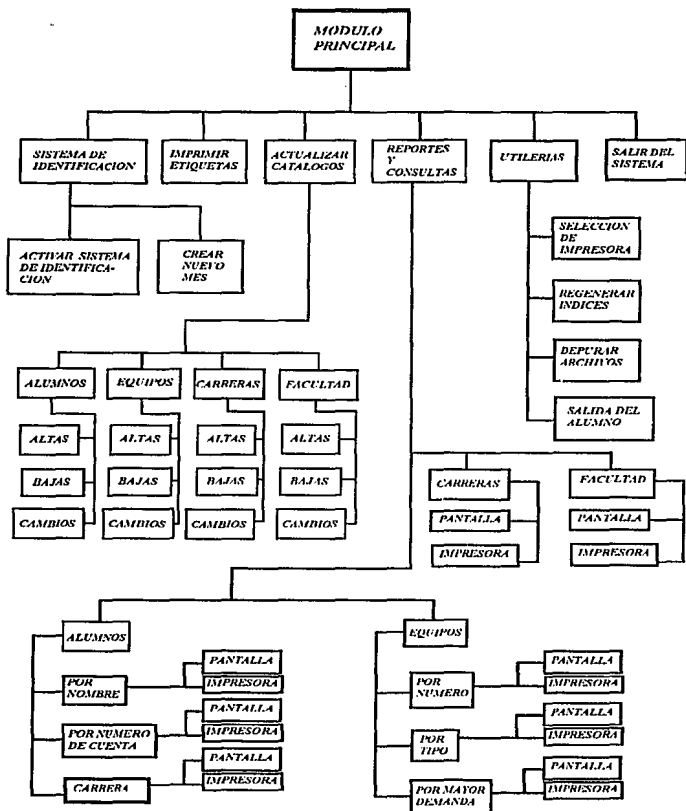 MODULO
PRINCIPAL
SISTEMA DE
IDENTIFICACION
IMPRIMIR
ETIQUETAS
ACTUALIZAR
CATALOGOS
REPORTES
Y
CONSULTAS
UTILERIAS
SALIR DEL
SISTEMA
ACTIVAR SISTEMA
DE IDENTIFICA-
CION
CREAR
NUEVO
MES
SELECCION
DE
IMPRESORA
REGENERAR
INDICES
DEPURAR
ARCHIVOS
SALIDA DEL
ALUMNO
ALUMNOS
EQUIPOS
CARRERAS
FACULTAD
ALTAS
ALTAS
ALTAS
ALTAS
BAJAS
BAJAS
BAJAS
BAJAS
CAMBIOS
CAMBIOS
CAMBIOS
CAMBIOS
CARRERAS
PANTALLA
IMPRESORA
FACULTAD
PANTALLA
IMPRESORA
ALUMNOS
POR
NOMBRE
PANTALLA
IMPRESORA
POR NUMERO
DE CUENTA
PANTALLA
IMPRESORA
CARRERA
PANTALLA
IMPRESORA
EQUIPOS
POR
NUMERO
PANTALLA
IMPRESORA
POR
TIPO
PANTALLA
IMPRESORA
POR MAYOR
DEMANDA
PANTALLA
IMPRESORA